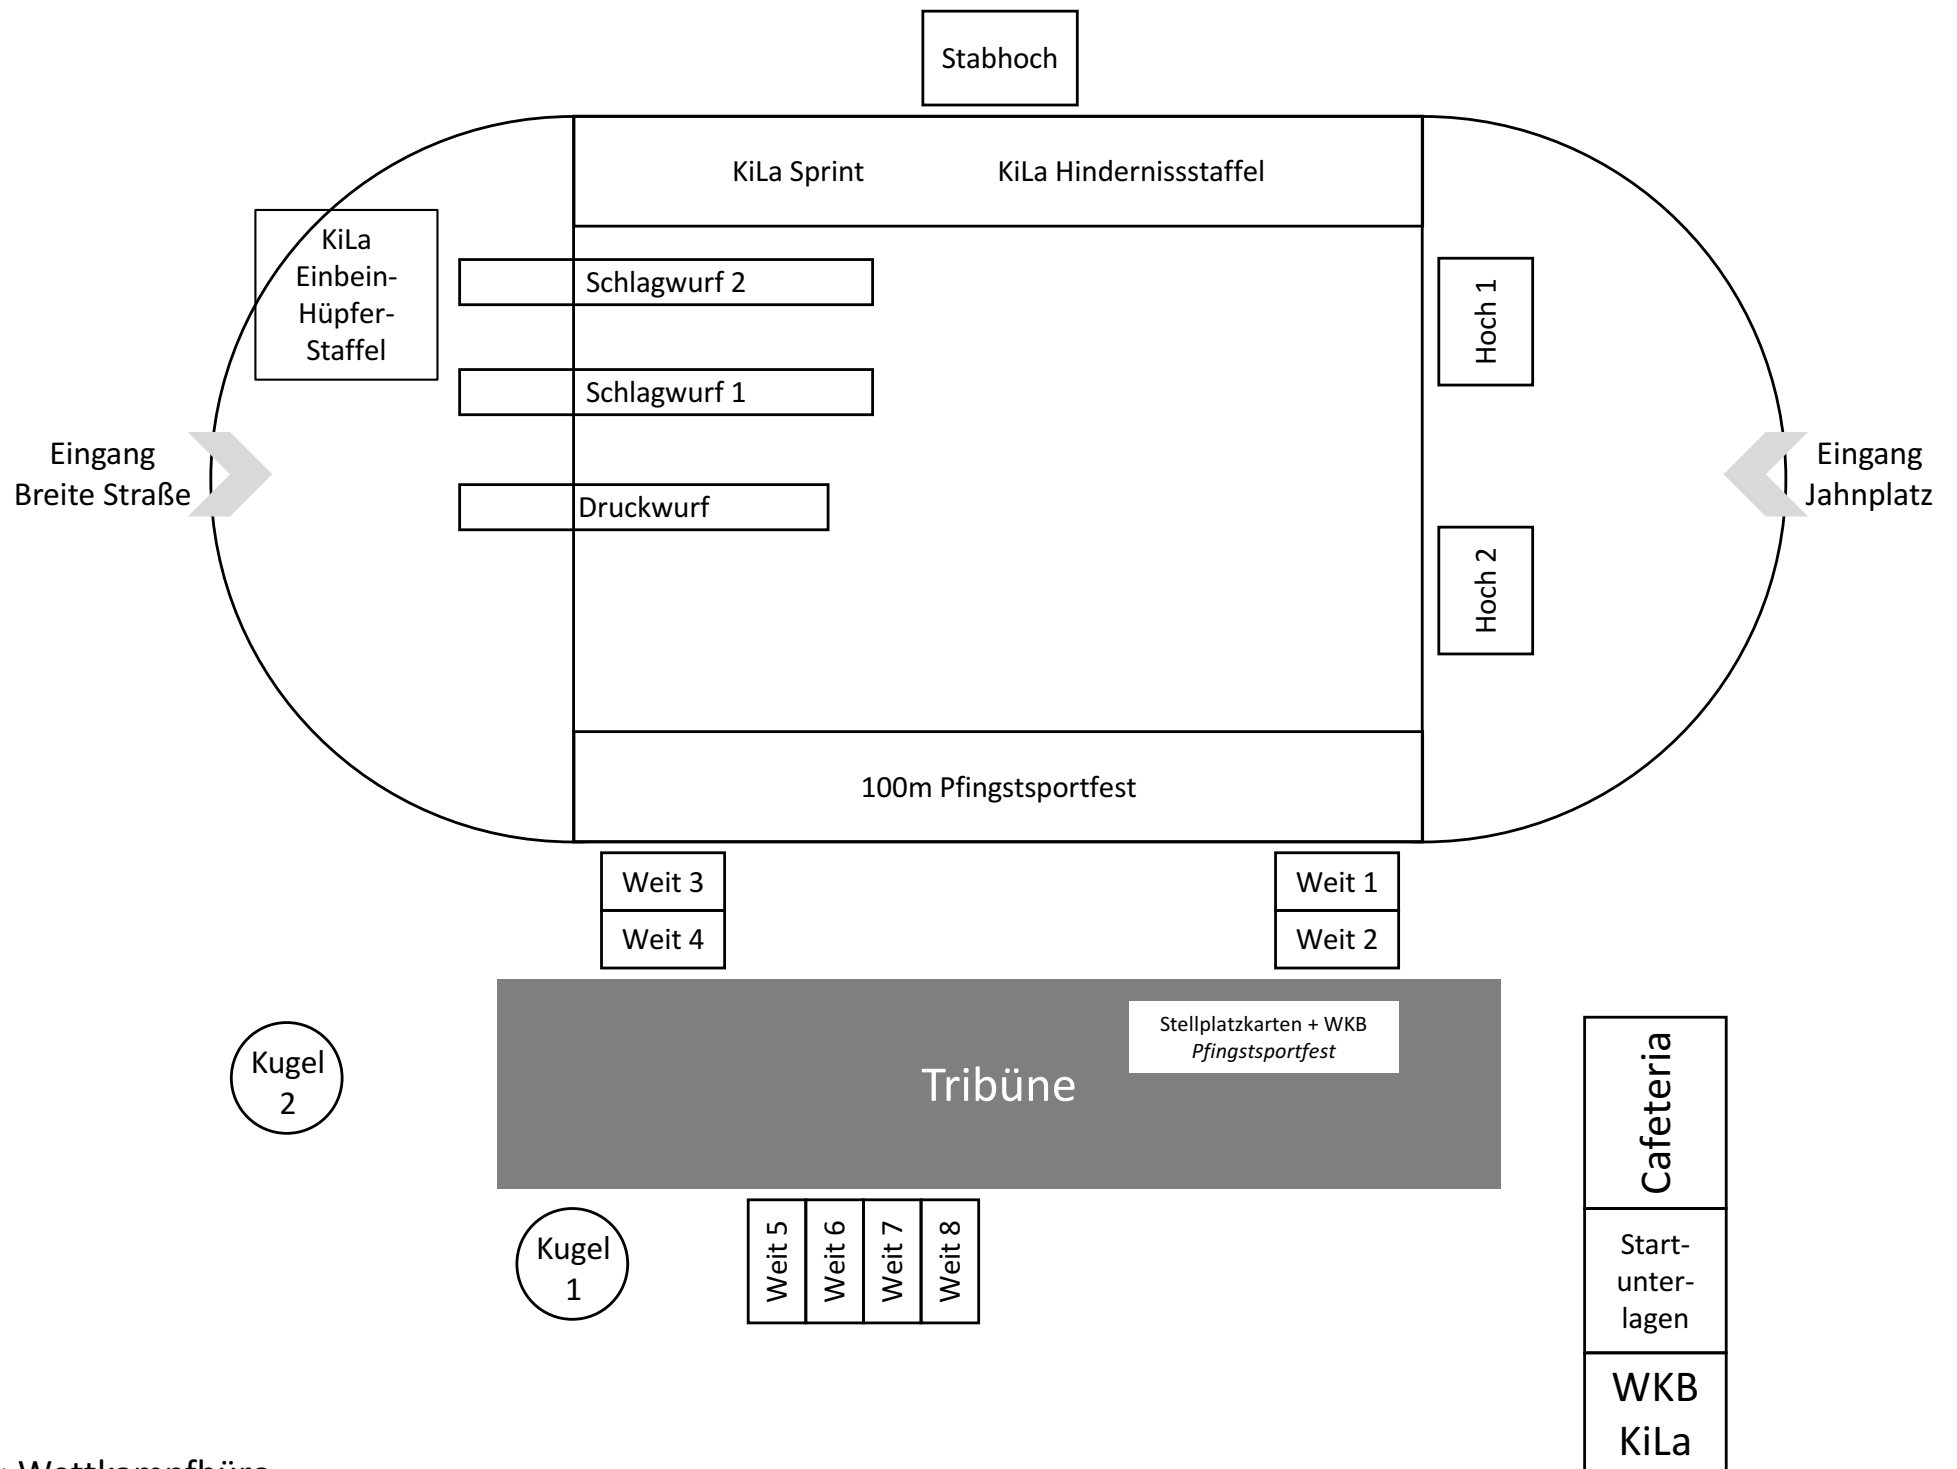 Stabhoch
KiLa Sprint
KiLa Hindernissstaffel
KiLa
Einbein-
Hüpfer-
Staffel
Schlagwurf 2
Hoch 1
Schlagwurf 1
Eingang
Breite Straße
Eingang
Jahnplatz
Druckwurf
Hoch 2
100m Pfingstsportfest
Weit 3
Weit 1
Weit 4
Weit 2
Stellplatzkarten + WKB
Pfingstsportfest
Tribüne
Kugel
2
Cafeteria
Kugel
1
Weit 5
Weit 6
Weit 7
Weit 8
Start-
unter-
lagen
WKB
KiLa
Wettkampfbüro